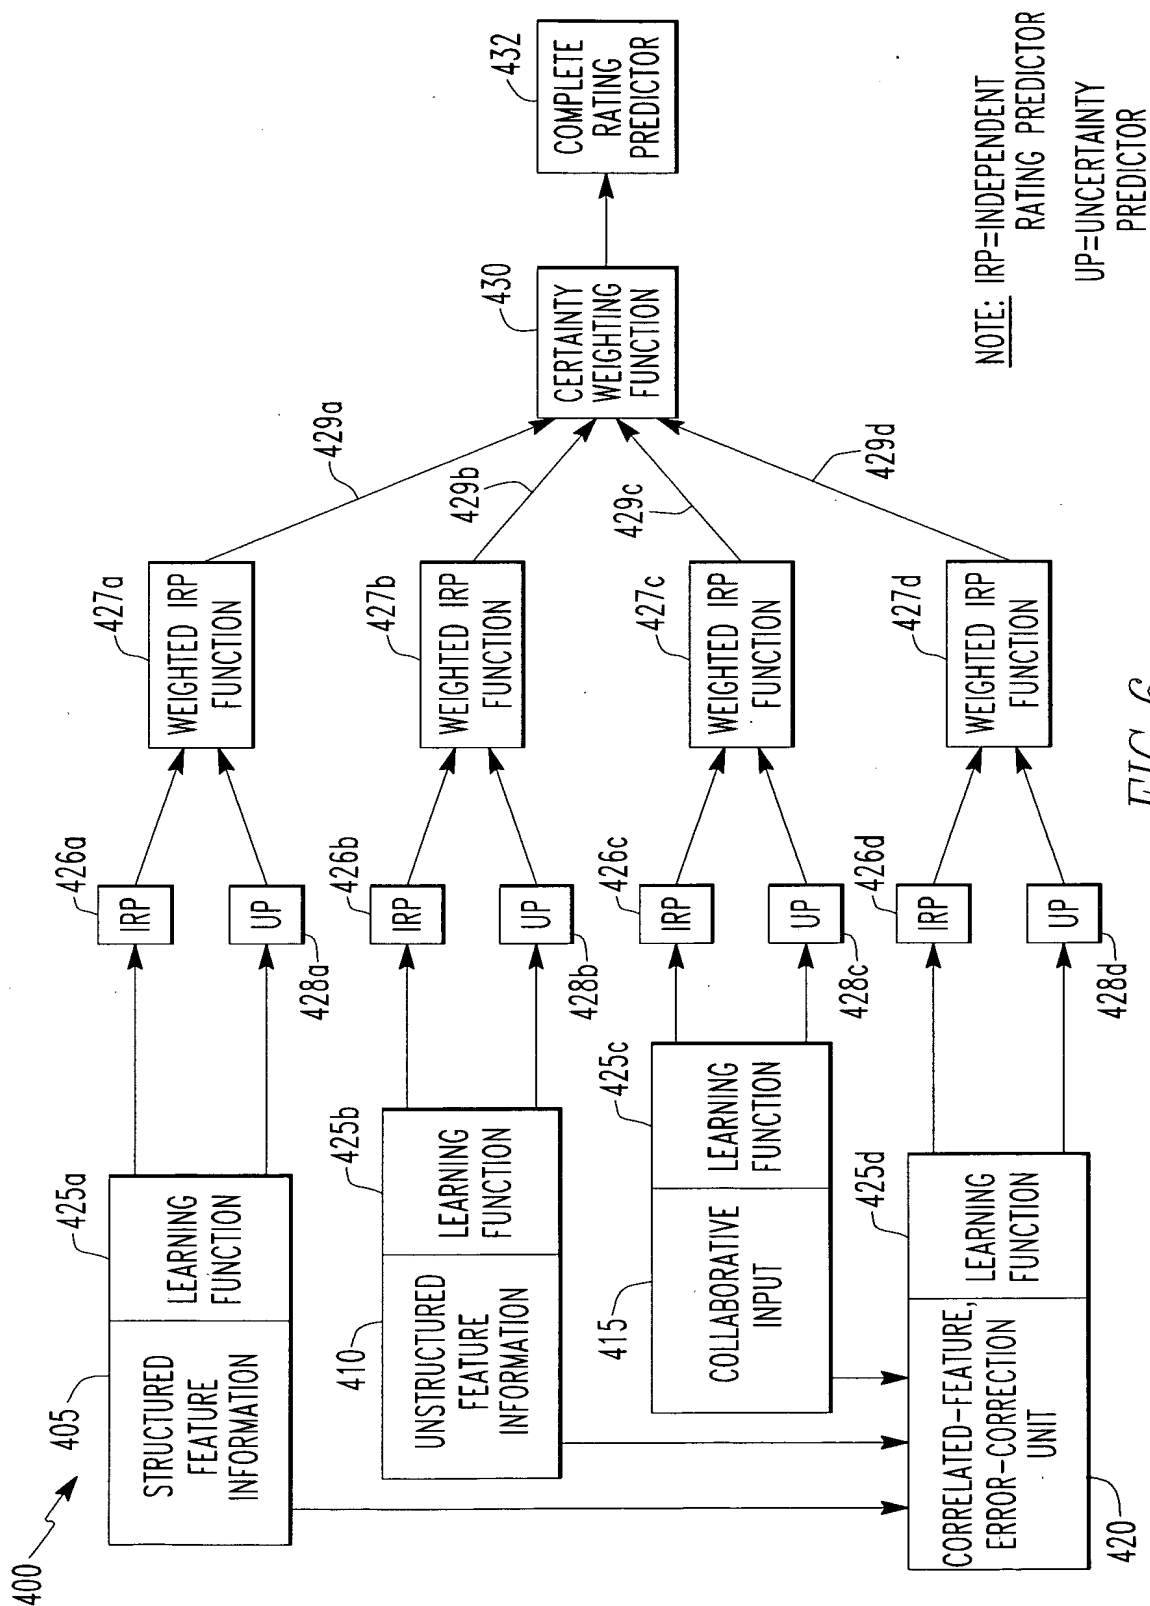 400
405
STRUCTURED
FEATURE
INFORMATION
425a
LEARNING
FUNCTION
426a
IRP
UP
428a
427a
WEIGHTED IRP
FUNCTION
429a
410
UNSTRUCTURED
FEATURE
INFORMATION
425b
LEARNING
FUNCTION
426b
IRP
UP
428b
427b
WEIGHTED IRP
FUNCTION
429b
415
COLLABORATIVE
INPUT
425c
LEARNING
FUNCTION
426c
IRP
UP
428c
427c
WEIGHTED IRP
FUNCTION
429c
CORRELATED-FEATURE,
ERROR-CORRECTION
UNIT
420
425d
LEARNING
FUNCTION
426d
IRP
UP
428d
427d
WEIGHTED IRP
FUNCTION
429d
430
CERTAINTY
WEIGHTING
FUNCTION
432
COMPLETE
RATING
PREDICTOR
NOTE: IRP=INDEPENDENT
RATING PREDICTOR
UP=UNCERTAINTY
PREDICTOR
FIG. 6